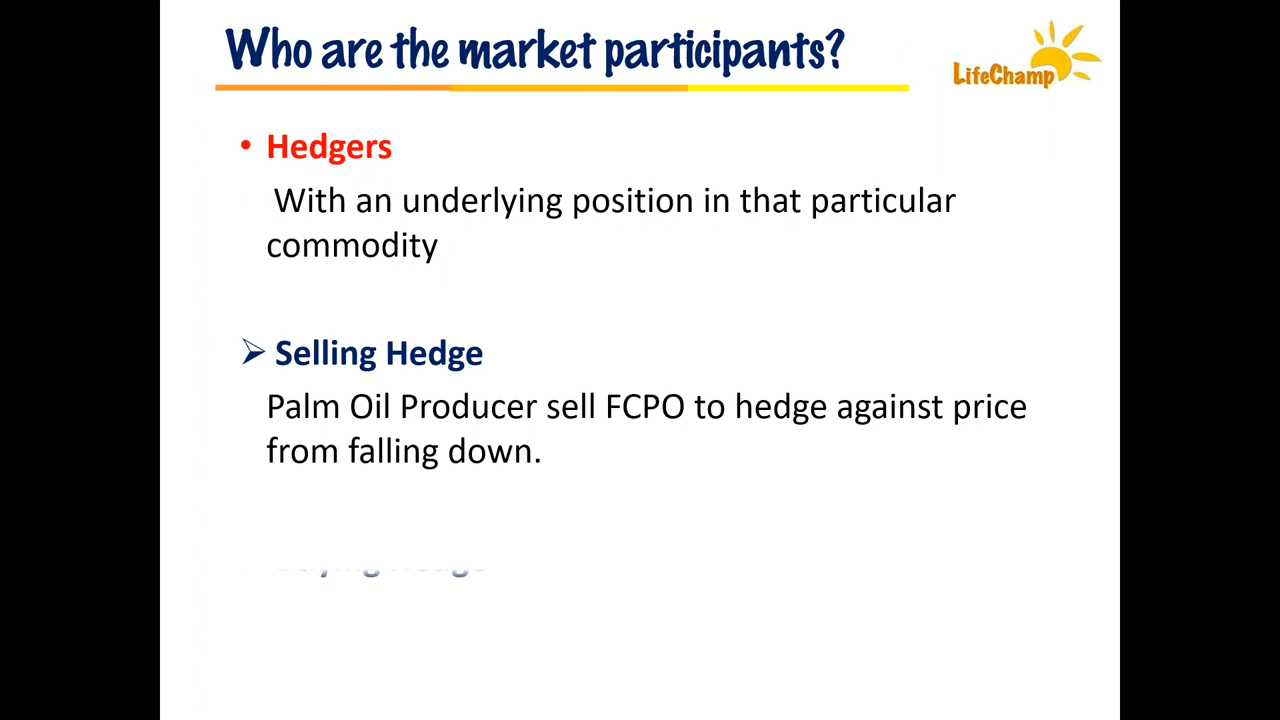 Who are the market participants?
LifeChamp
• Hedgers
With an underlying position in that particular
commodity
➢ Selling Hedge
Palm Oil Producer sell FCPO to hedge against price
from falling down.